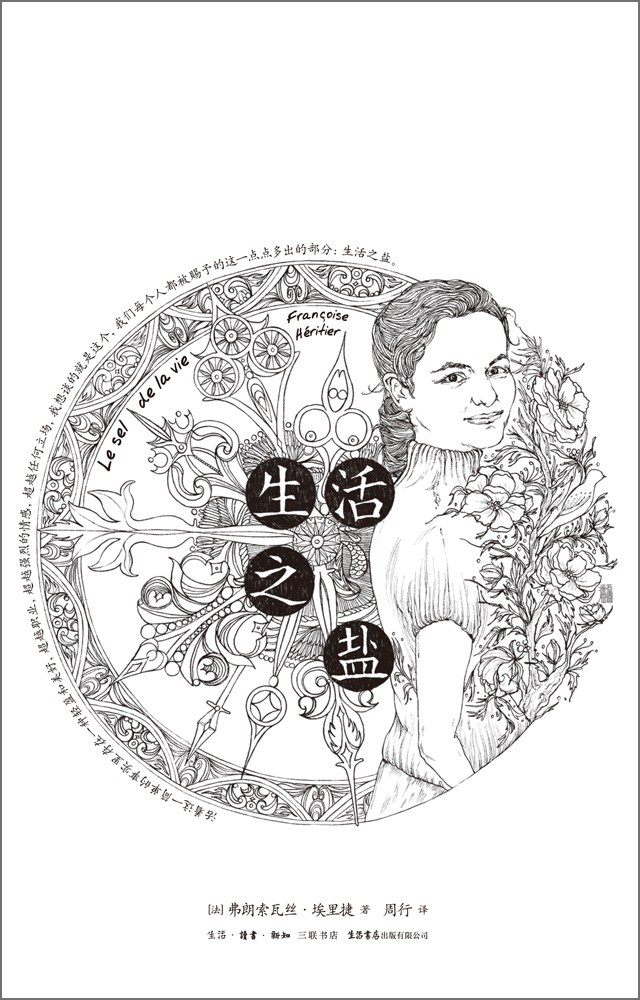 活着这一简单的事实里存在一种轻盈和美好，超越职业、超越强烈的情感、超越任何立场，我想谈的就是这个，我们每个人都被赐予的这一点点多出的部分：生活之盐。
Françoise
Héritier
Le sel de la vie
生活
之
盐
[法] 弗朗索瓦丝·埃里捷 著 周行 译
生活·讀書·新知 三联书店 生活書店出版有限公司